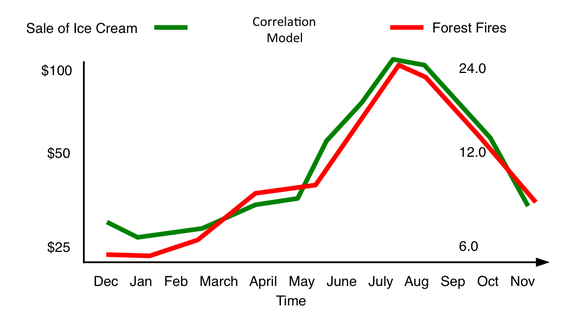 Sale of Ice Cream
Correlation
Model
Forest Fires
$100
$50
$25
24.0
12.0
6.0
Dec Jan Feb March April May June July Aug Sep Oct Nov
Time